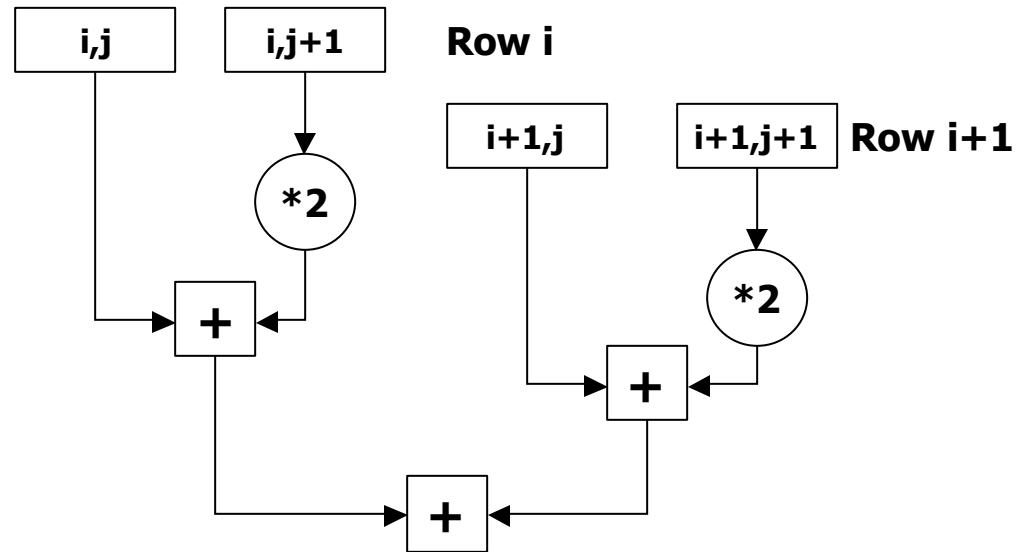 i,j
i,j+1
Row i
i+1,j
i+1,j+1
Row i+1
*2
*2
+
+
+